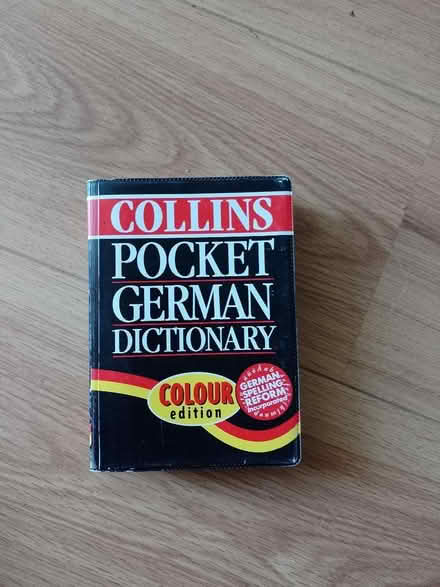 COLLINS
POCKET
GERMAN
DICTIONARY
COLOUR
edition
GERMAN
SPELLING
REFORM
incorporated